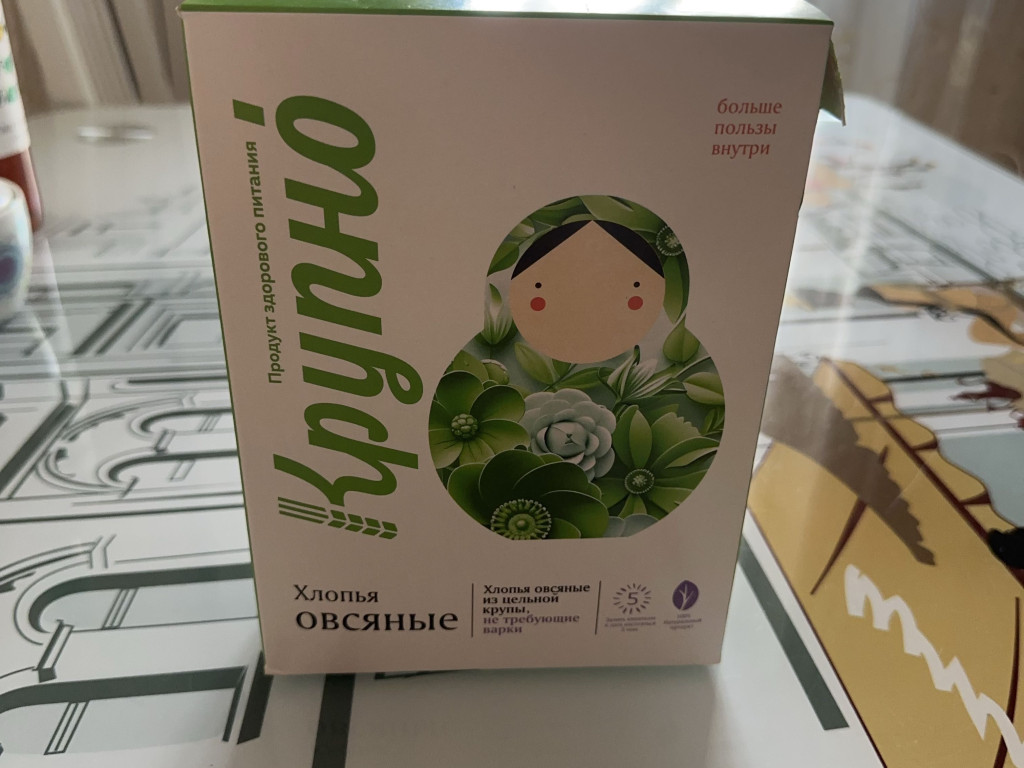 Продукт здорового питания
Крупно
больше
пользы
внутри
Хлопья
овсяные
Хлопья овсяные
из цельной
крупы,
не требующие
варки
5